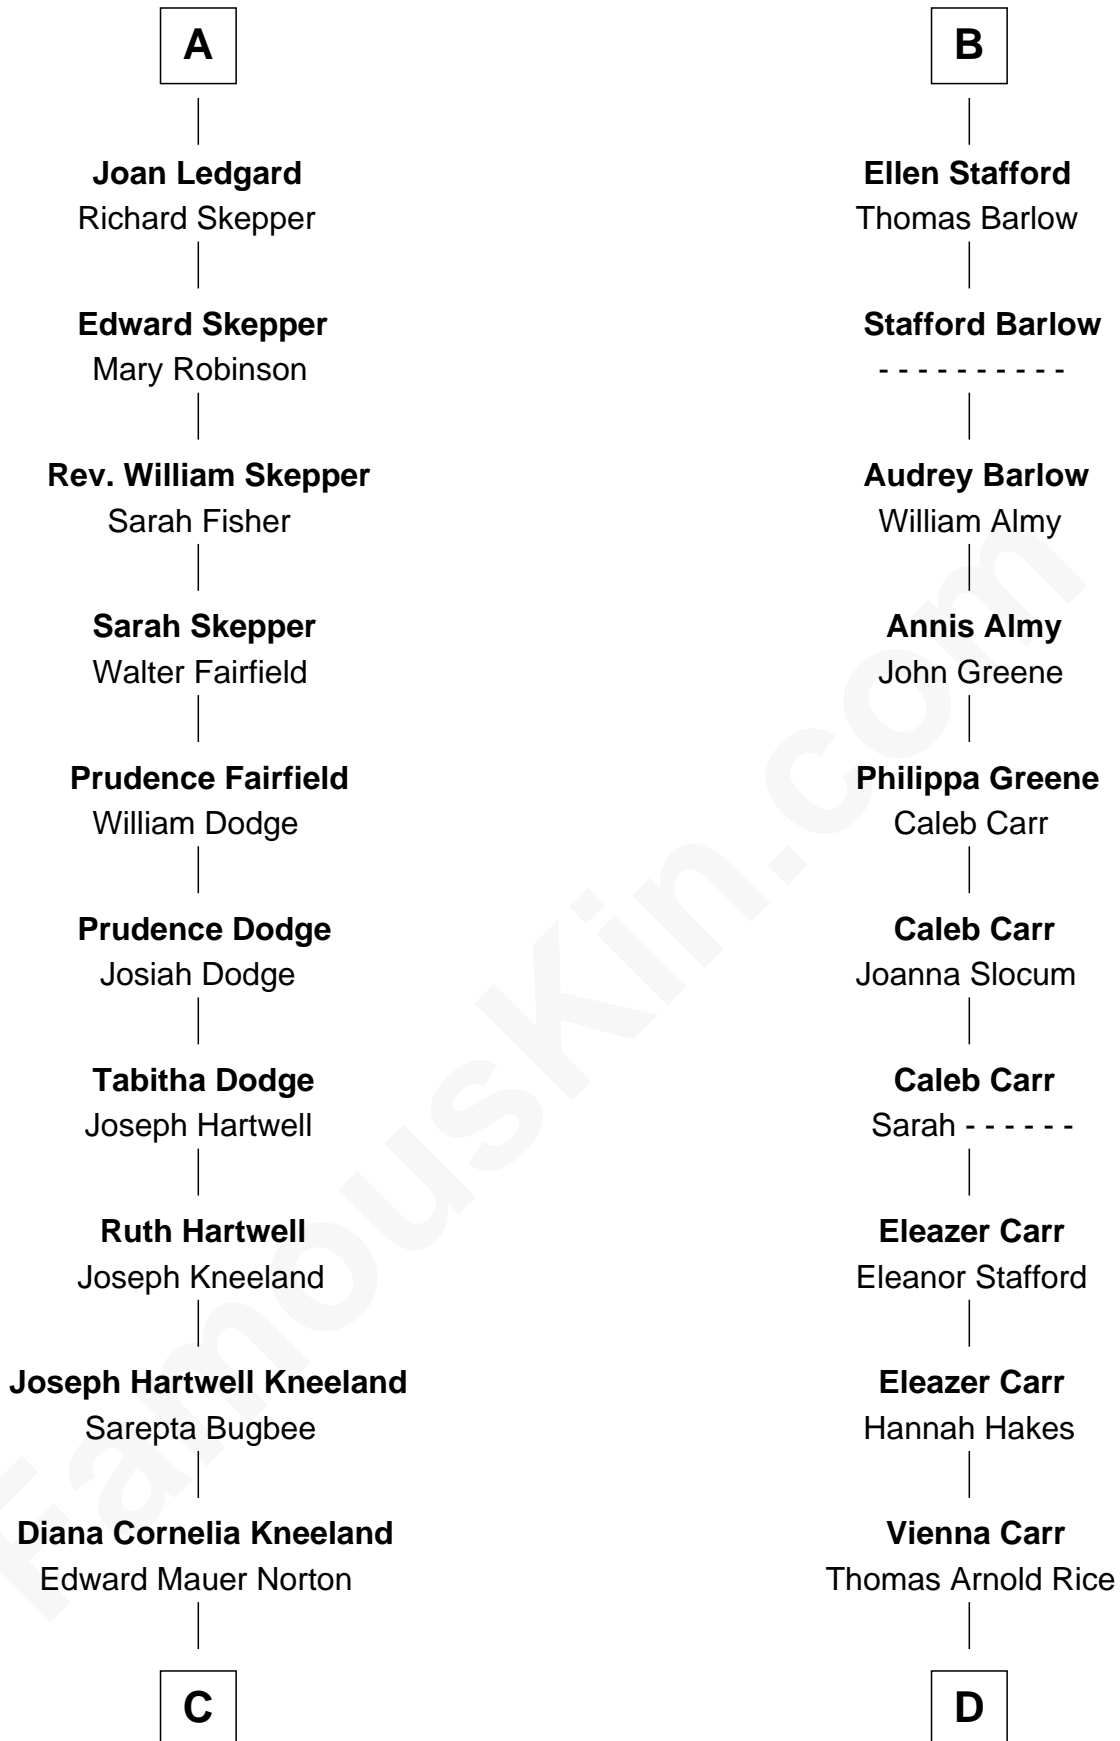 A
Joan Ledgard
Richard Skepper
Edward Skepper
Mary Robinson
Rev. William Skepper
Sarah Fisher
Sarah Skepper
Walter Fairfield
Prudence Fairfield
William Dodge
Prudence Dodge
Josiah Dodge
Tabitha Dodge
Joseph Hartwell
Ruth Hartwell
Joseph Kneeland
Joseph Hartwell Kneeland
Sarepta Bugbee
Diana Cornelia Kneeland
Edward Mauer Norton
C
B
Ellen Stafford
Thomas Barlow
Stafford Barlow
- - - - - - - - - -
Audrey Barlow
William Almy
Annis Almy
John Greene
Philippa Greene
Caleb Carr
Caleb Carr
Joanna Slocum
Caleb Carr
Sarah - - - - - -
Eleazer Carr
Eleanor Stafford
Eleazer Carr
Hannah Hakes
Vienna Carr
Thomas Arnold Rice
D
FamousKin.com